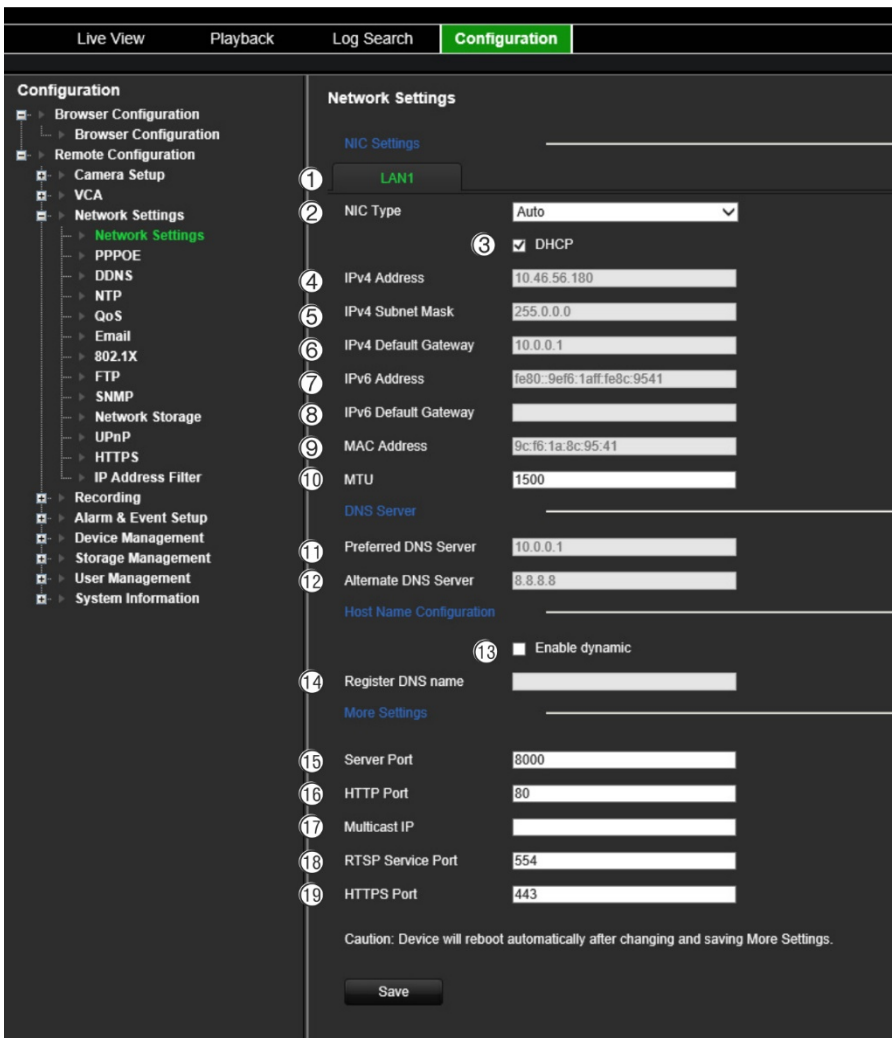 Live View Playback Log Search Configuration
Configuration
Browser Configuration
Browser Configuration
Remote Configuration
Camera Setup
VCA
Network Settings
Network Settings
PPPOE
DDNS
NTP
QoS
Email
802.1X
FTP
SNMP
Network Storage
UPnP
HTTPS
IP Address Filter
Recording
Alarm & Event Setup
Device Management
Storage Management
User Management
System Information
Network Settings
NIC Settings
① LAN1
② NIC Type Auto
③ DHCP
④ IPv4 Address 10.46.56.180
⑤ IPv4 Subnet Mask 255.0.0.0
⑥ IPv4 Default Gateway 10.0.0.1
⑦ IPv6 Address fe80::9ef6:1aff:fe8c:9541
⑧ IPv6 Default Gateway
⑨ MAC Address 9c:f6:1a:8c:95:41
⑩ MTU 1500
DNS Server
⑪ Preferred DNS Server 10.0.0.1
⑫ Alternate DNS Server 8.8.8.8
Host Name Configuration
⑬ Enable dynamic
⑭ Register DNS name
More Settings
⑮ Server Port 8000
⑯ HTTP Port 80
⑰ Multicast IP
⑱ RTSP Service Port 554
⑲ HTTPS Port 443
Caution: Device will reboot automatically after changing and saving More Settings.
Save